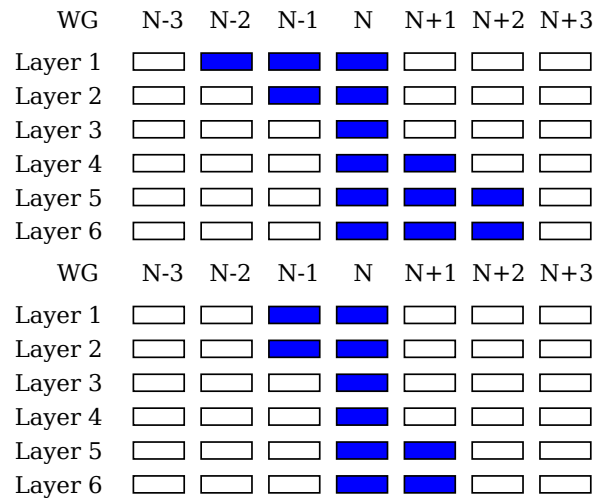 WG N-3 N-2 N-1 N N+1 N+2 N+3
Layer 1
Layer 2
Layer 3
Layer 4
Layer 5
Layer 6
WG N-3 N-2 N-1 N N+1 N+2 N+3
Layer 1
Layer 2
Layer 3
Layer 4
Layer 5
Layer 6